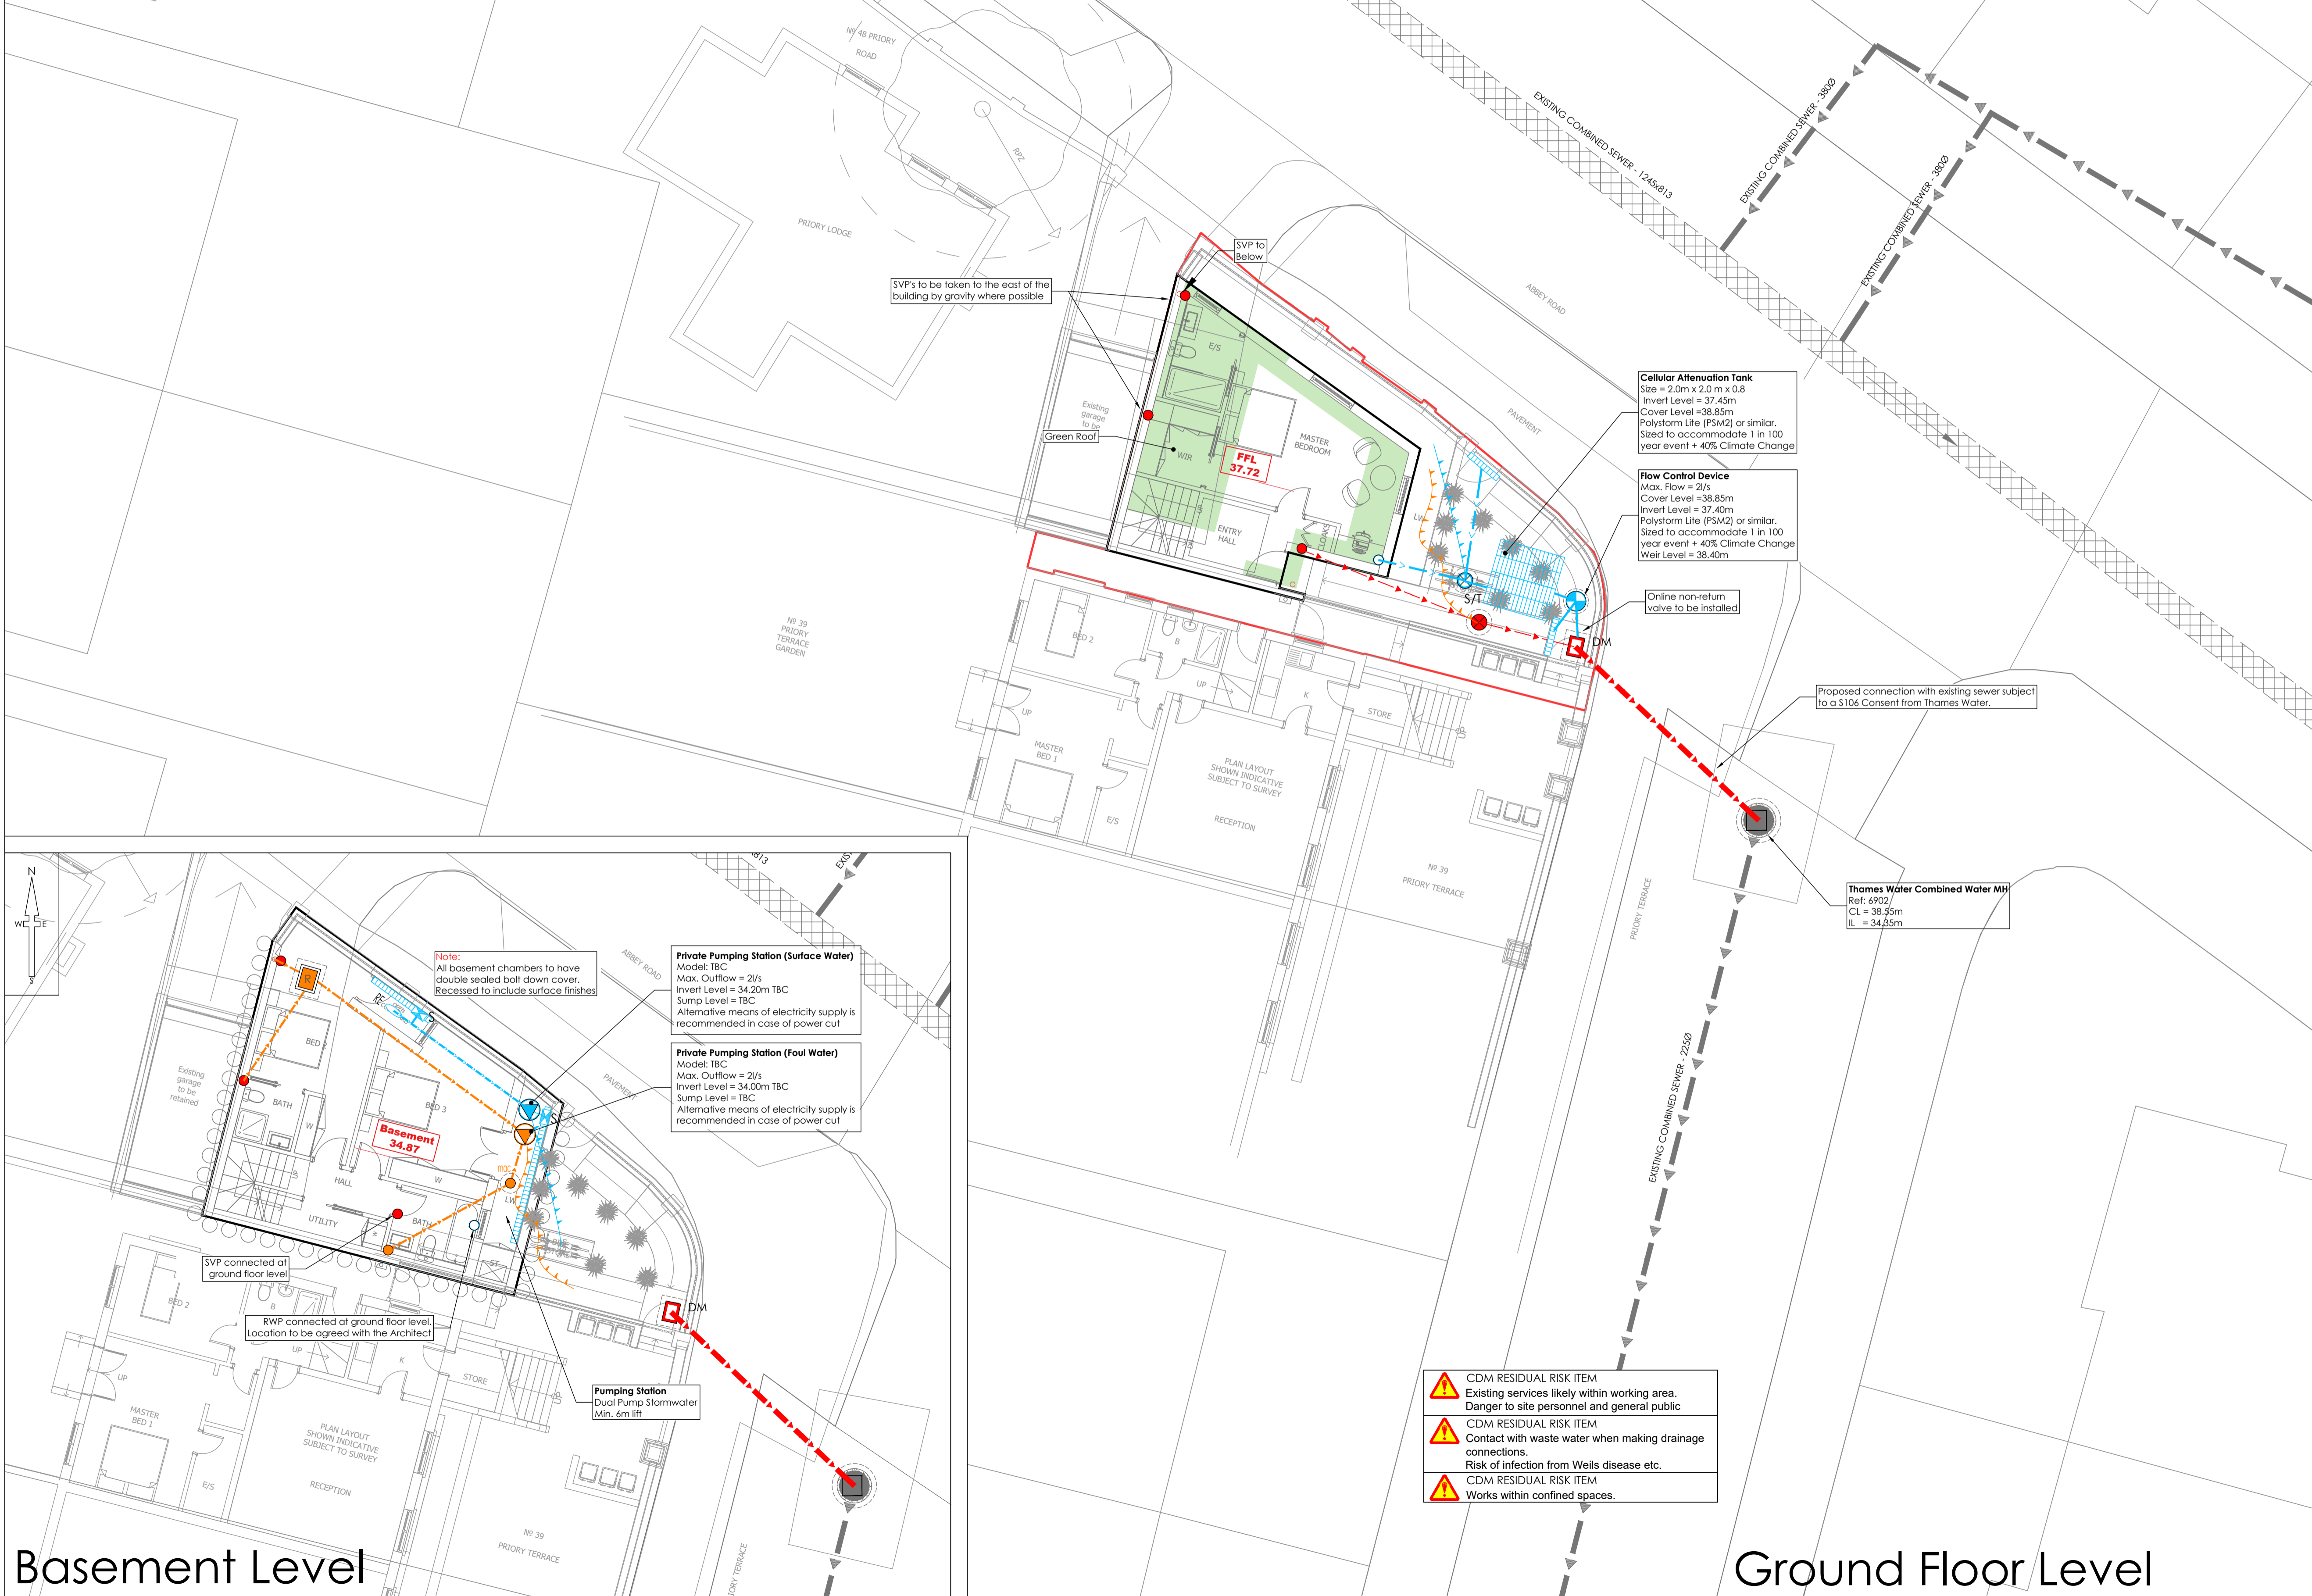 Nº 48 PRIORY
ROAD
RPZ
PRIORY LODGE
EXISTING COMBINED SEWER - 1245x813
EXISTING COMBINED SEWER - 380Ø
EXISTING COMBINED SEWER - 380Ø
SVP to
Below
SVP's to be taken to the east of the
building by gravity where possible
ABBEY ROAD
E/S
Existing
garage
to be
Green Roof
WIR
FFL
37.72
MASTER
BEDROOM
PAVEMENT
UP
ENTRY
HALL
CLOAKS
LW
S/T
DM
Cellular Attenuation Tank
Size = 2.0m x 2.0 m x 0.8
Invert Level = 37.45m
Cover Level =38.85m
Polystorm Lite (PSM2) or similar.
Sized to accommodate 1 in 100
year event + 40% Climate Change
Flow Control Device
Max. Flow = 2l/s
Cover Level =38.85m
Invert Level = 37.40m
Polystorm Lite (PSM2) or similar.
Sized to accommodate 1 in 100
year event + 40% Climate Change
Weir Level = 38.40m
Online non-return
valve to be installed
Nº 39
PRIORY
TERRACE
GARDEN
BED 2
B
UP
K
STORE
UP
UP
MASTER
BED 1
PLAN LAYOUT
SHOWN INDICATIVE
SUBJECT TO SURVEY
E/S
RECEPTION
Nº 39
PRIORY TERRACE
PRIORY TERRACE
Proposed connection with existing sewer subject
to a S106 Consent from Thames Water.
Thames Water Combined Water MH
Ref: 6902
CL = 38.55m
IL = 34.35m
EXISTING COMBINED SEWER - 225Ø
N
W E
S
x813
EXIS
Note:
All basement chambers to have
double sealed bolt down cover.
Recessed to include surface finishes
ABBEY ROAD
Private Pumping Station (Surface Water)
Model: TBC
Max. Outflow = 2l/s
Invert Level = 34.20m TBC
Sump Level = TBC
Alternative means of electricity supply is
recommended in case of power cut
Private Pumping Station (Foul Water)
Model: TBC
Max. Outflow = 2l/s
Invert Level = 34.00m TBC
Sump Level = TBC
Alternative means of electricity supply is
recommended in case of power cut
R
RE
S
BED 2
Existing
garage
to be
retained
BATH
W
BED 3
PAVEMENT
Basement
34.87
S
UP
HALL
W
LW
UTILITY
BATH
ST
SVP connected at
ground floor level
RWP connected at ground floor level.
Location to be agreed with the Architect
DM
BED 2
B
UP
K
STORE
UP
UP
MASTER
BED 1
PLAN LAYOUT
SHOWN INDICATIVE
SUBJECT TO SURVEY
E/S
RECEPTION
Nº 39
PRIORY TERRACE
IORY TERRACE
Pumping Station
Dual Pump Stormwater
Min. 6m lift
CDM RESIDUAL RISK ITEM
Existing services likely within working area.
Danger to site personnel and general public
CDM RESIDUAL RISK ITEM
Contact with waste water when making drainage
connections.
Risk of infection from Weils disease etc.
CDM RESIDUAL RISK ITEM
Works within confined spaces.
Basement Level
Ground Floor Level